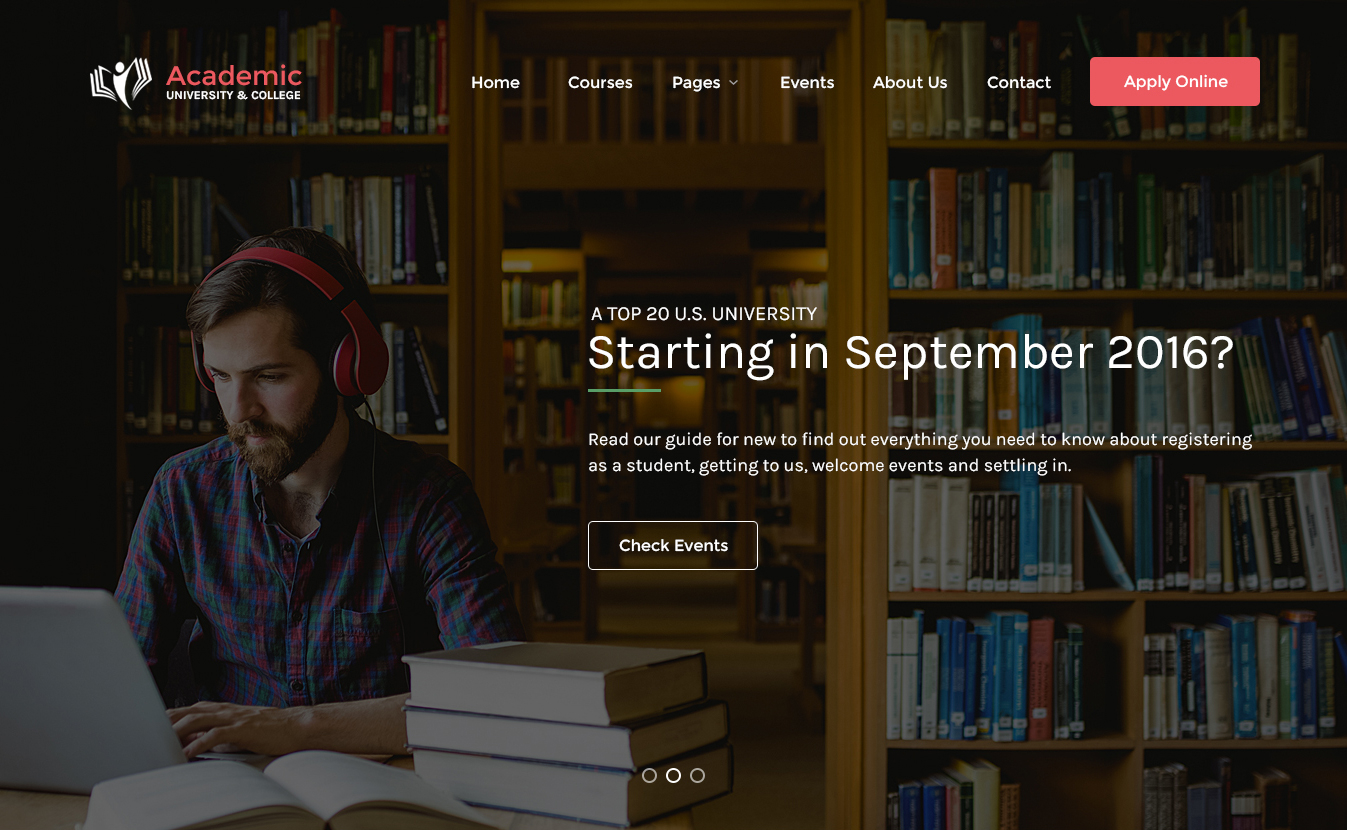 Academic
UNIVERSITY & COLLEGE
Home
Courses
Pages
Events
About Us
Contact
Apply Online
A TOP 20 U.S. UNIVERSITY
Starting in September 2016?
Read our guide for new to find out everything you need to know about registering
as a student, getting to us, welcome events and settling in.
Check Events